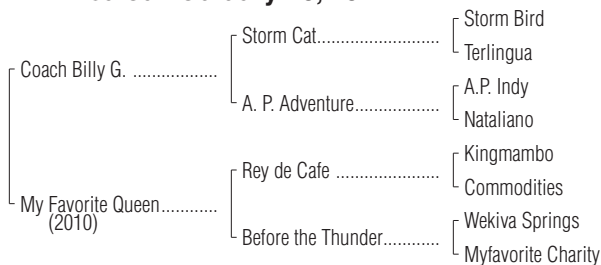 Storm Bird
Storm Cat..........................
Terlingua
Coach Billy G. ..................
A.P. Indy
A. P. Adventure..................
Nataliano
Kingmambo
Rey de Cafe ......................
Commodities
My Favorite Queen............
(2010)
Wekiva Springs
Before the Thunder............
Myfavorite Charity